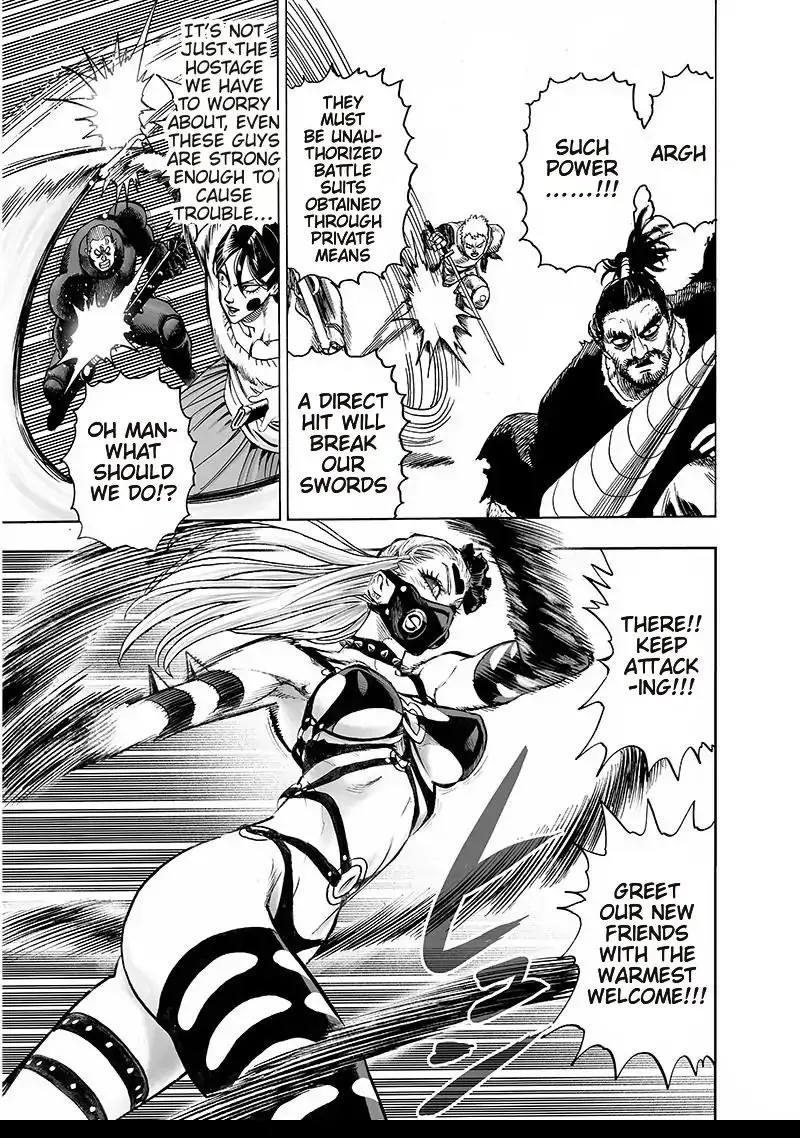 ARGH
SUCH
POWER
……!!!
THEY
MUST
BE UNAU-
THORIZED
BATTLE
SUITS
OBTAINED
THROUGH
PRIVATE
MEANS
A DIRECT
HIT WILL
BREAK
OUR
SWORDS
IT'S NOT
JUST THE
HOSTAGE
WE HAVE
TO WORRY
ABOUT, EVEN
THESE GUYS
ARE STRONG
ENOUGH TO
CAUSE
TROUBLE...
OH MAN~
WHAT
SHOULD
WE DO!?
THERE!!
KEEP
ATTACK
-ING!!!
GREET
OUR NEW
FRIENDS
WITH THE
WARMEST
WELCOME!!!
ヒュン